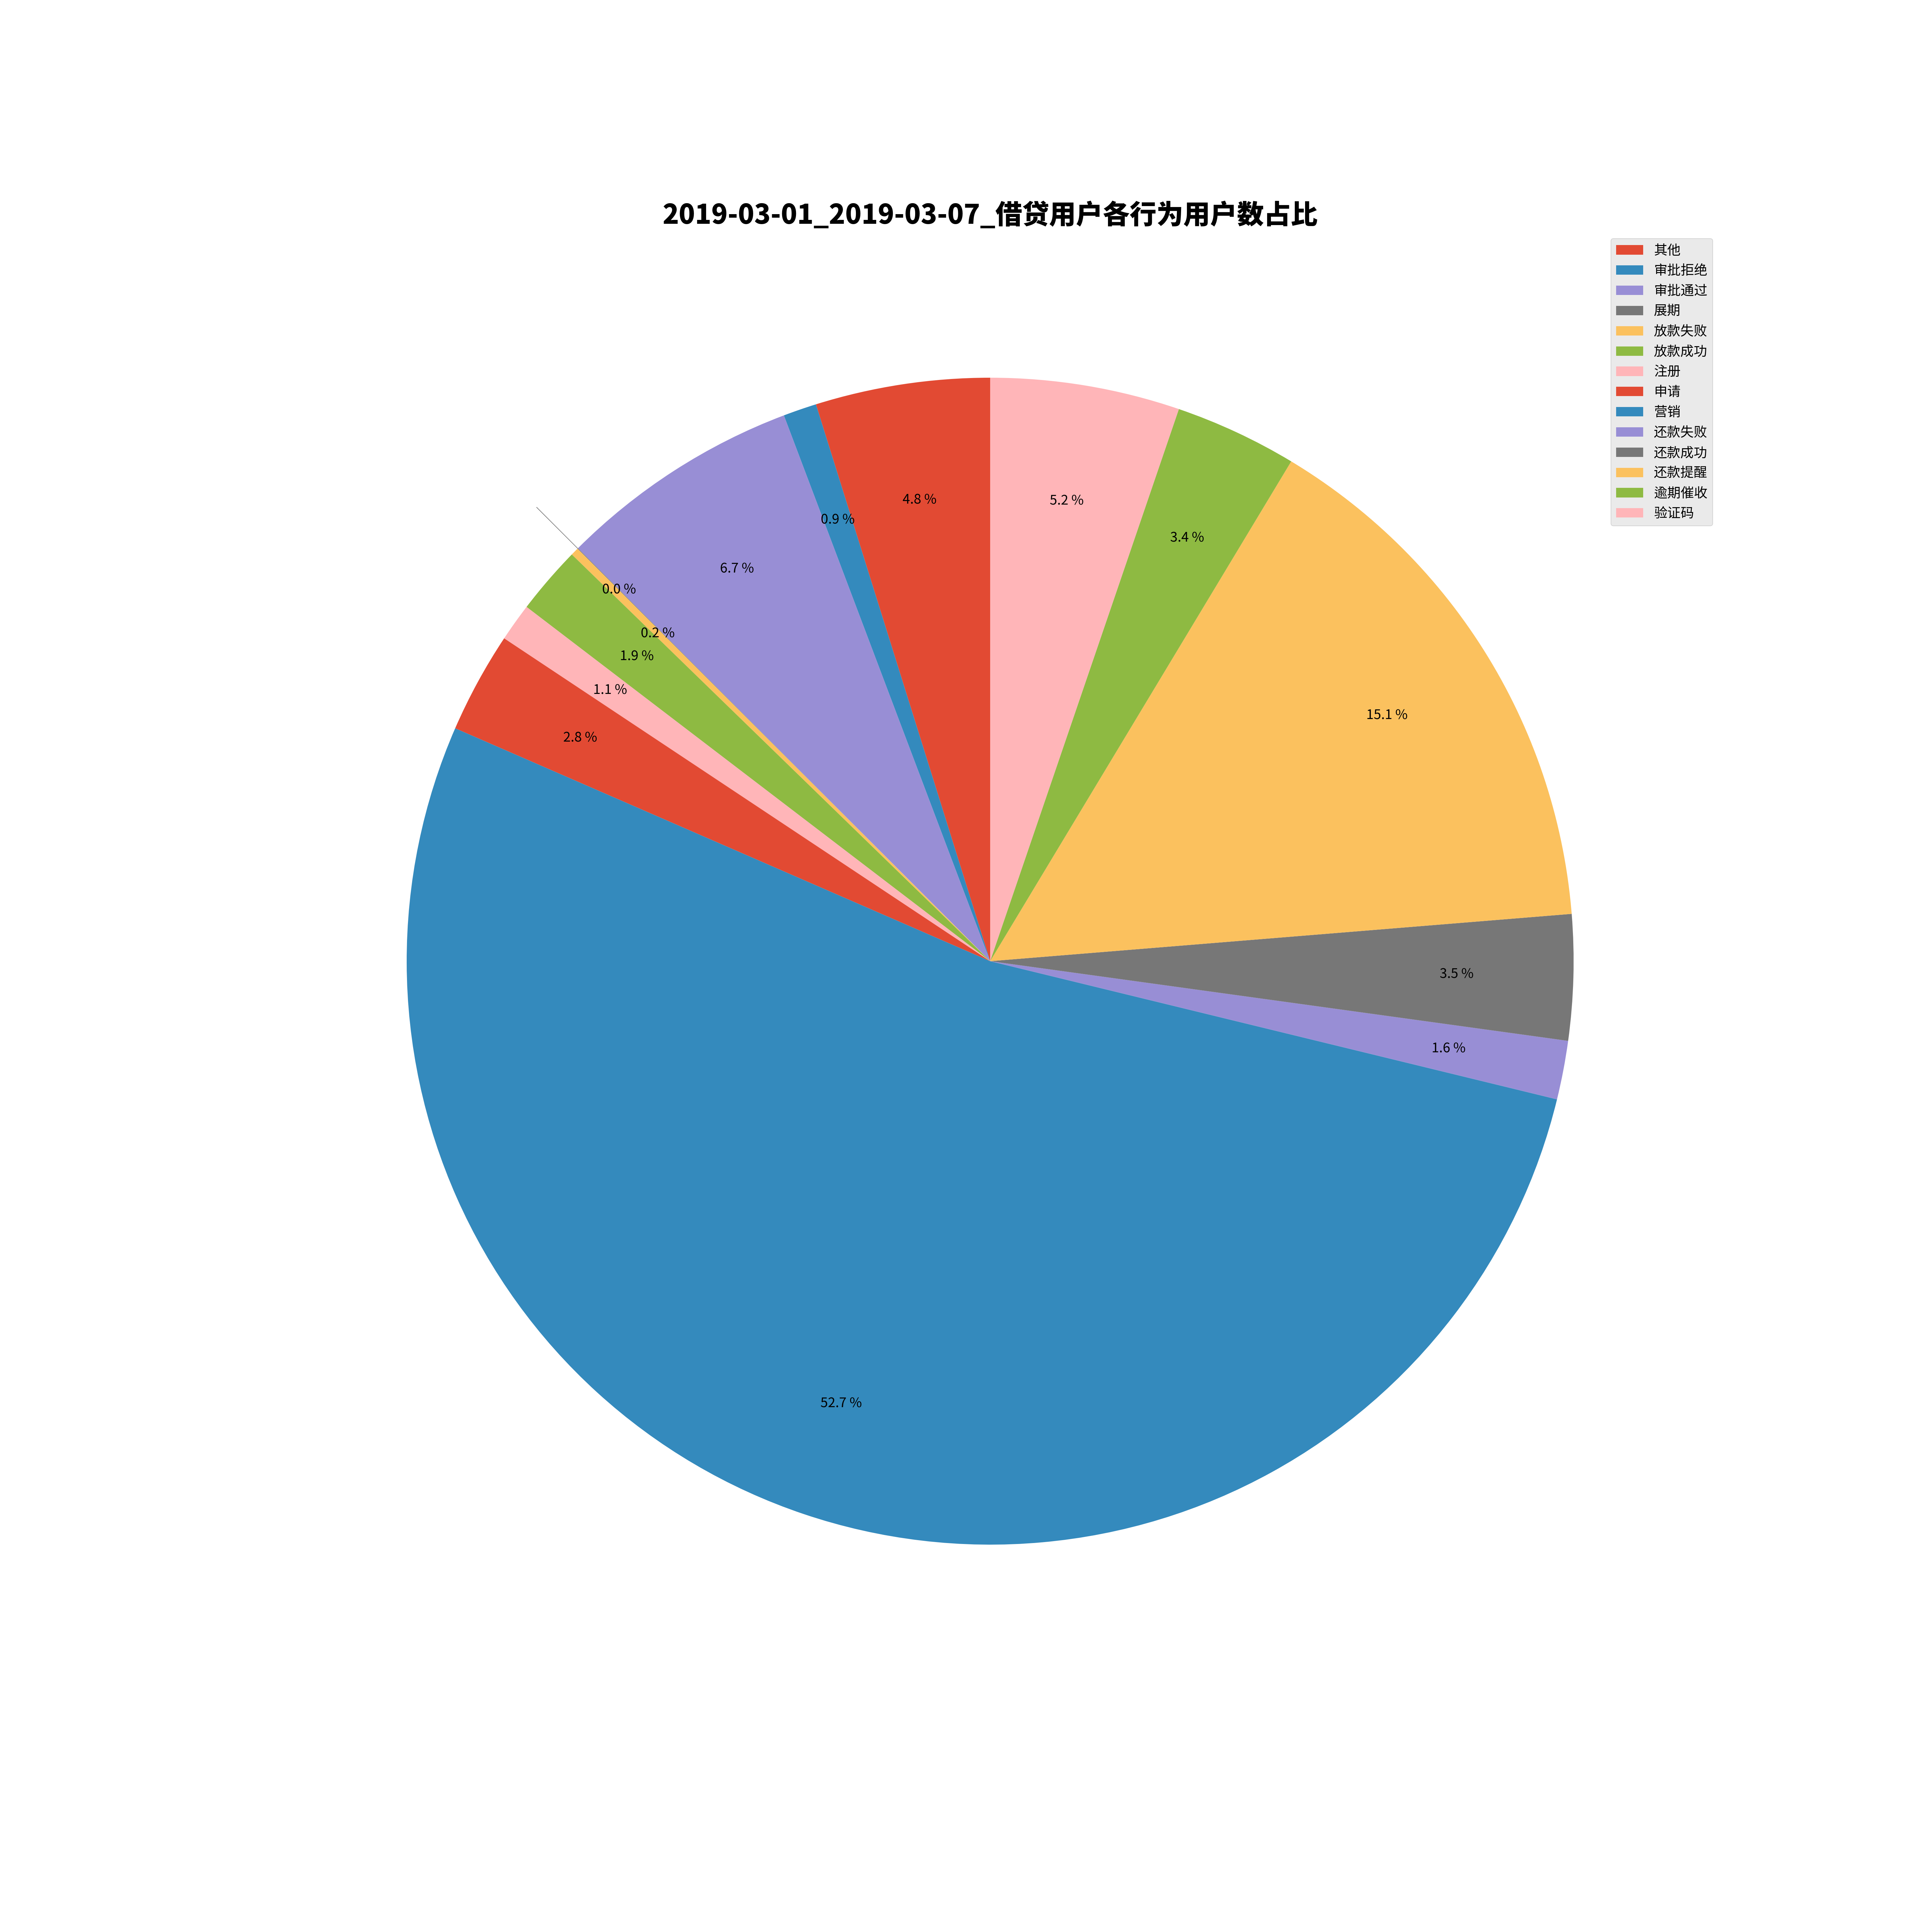 2019-03-01_2019-03-07_借贷用户各行为用户数占比
其他
审批拒绝
审批通过
展期
放款失败
放款成功
注册
申请
营销
还款失败
还款成功
还款提醒
逾期催收
验证码
4.8 %
5.2 %
0.9 %
3.4 %
6.7 %
0.0 %
0.2 %
1.9 %
1.1 %
15.1 %
2.8 %
3.5 %
1.6 %
52.7 %